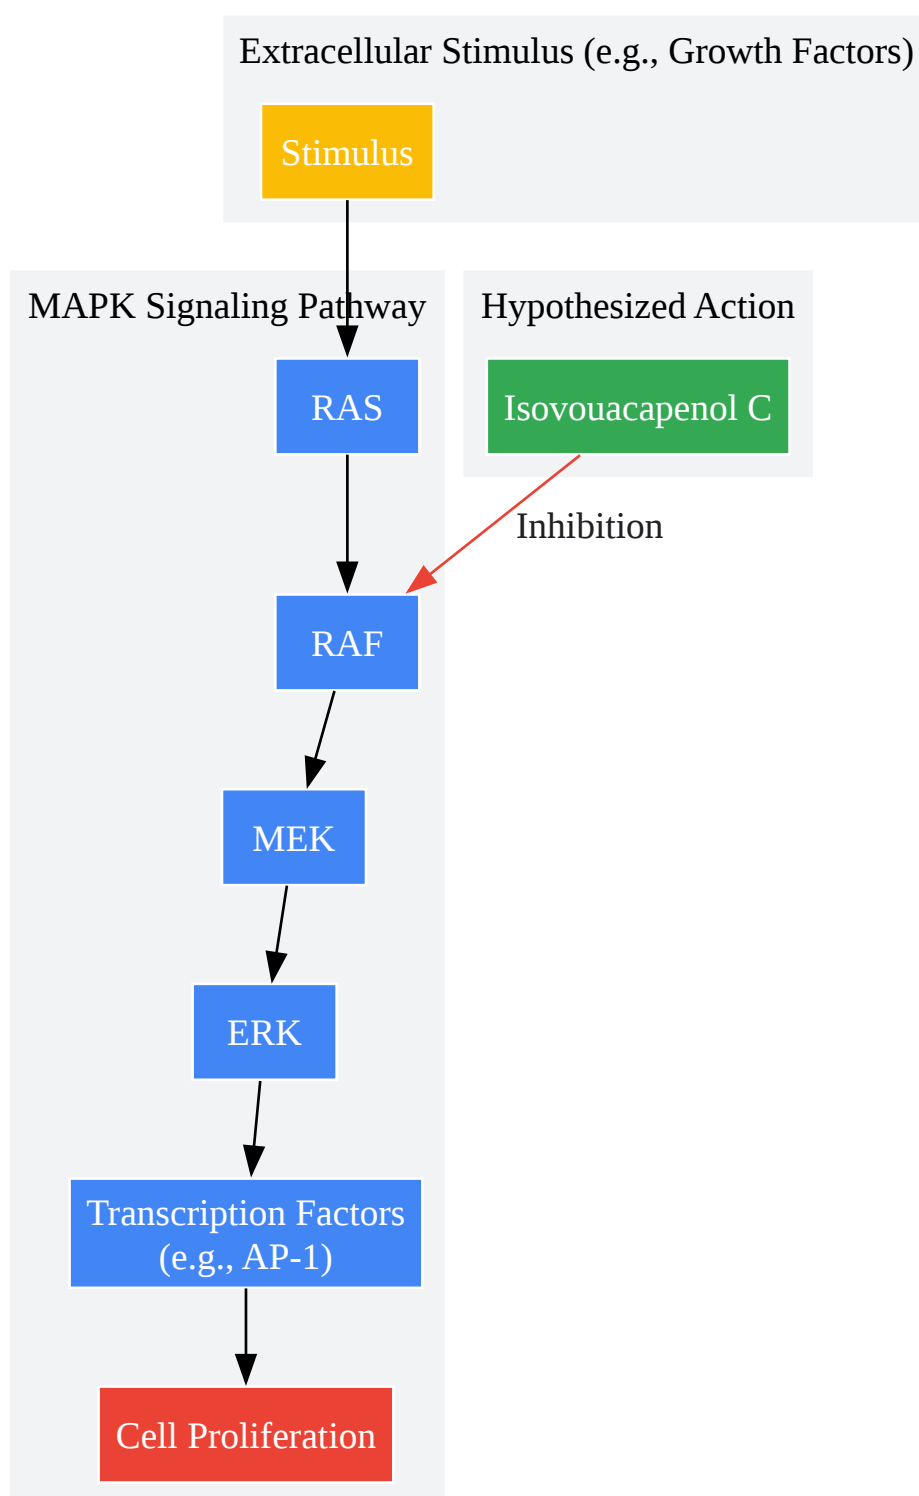 Extracellular Stimulus (e.g., Growth Factors)
Stimulus
MAPK Signaling Pathway
Hypothesized Action
RAS
Isovouacapenol C
Inhibition
RAF
MEK
ERK
Transcription Factors
(e.g., AP-1)
Cell Proliferation